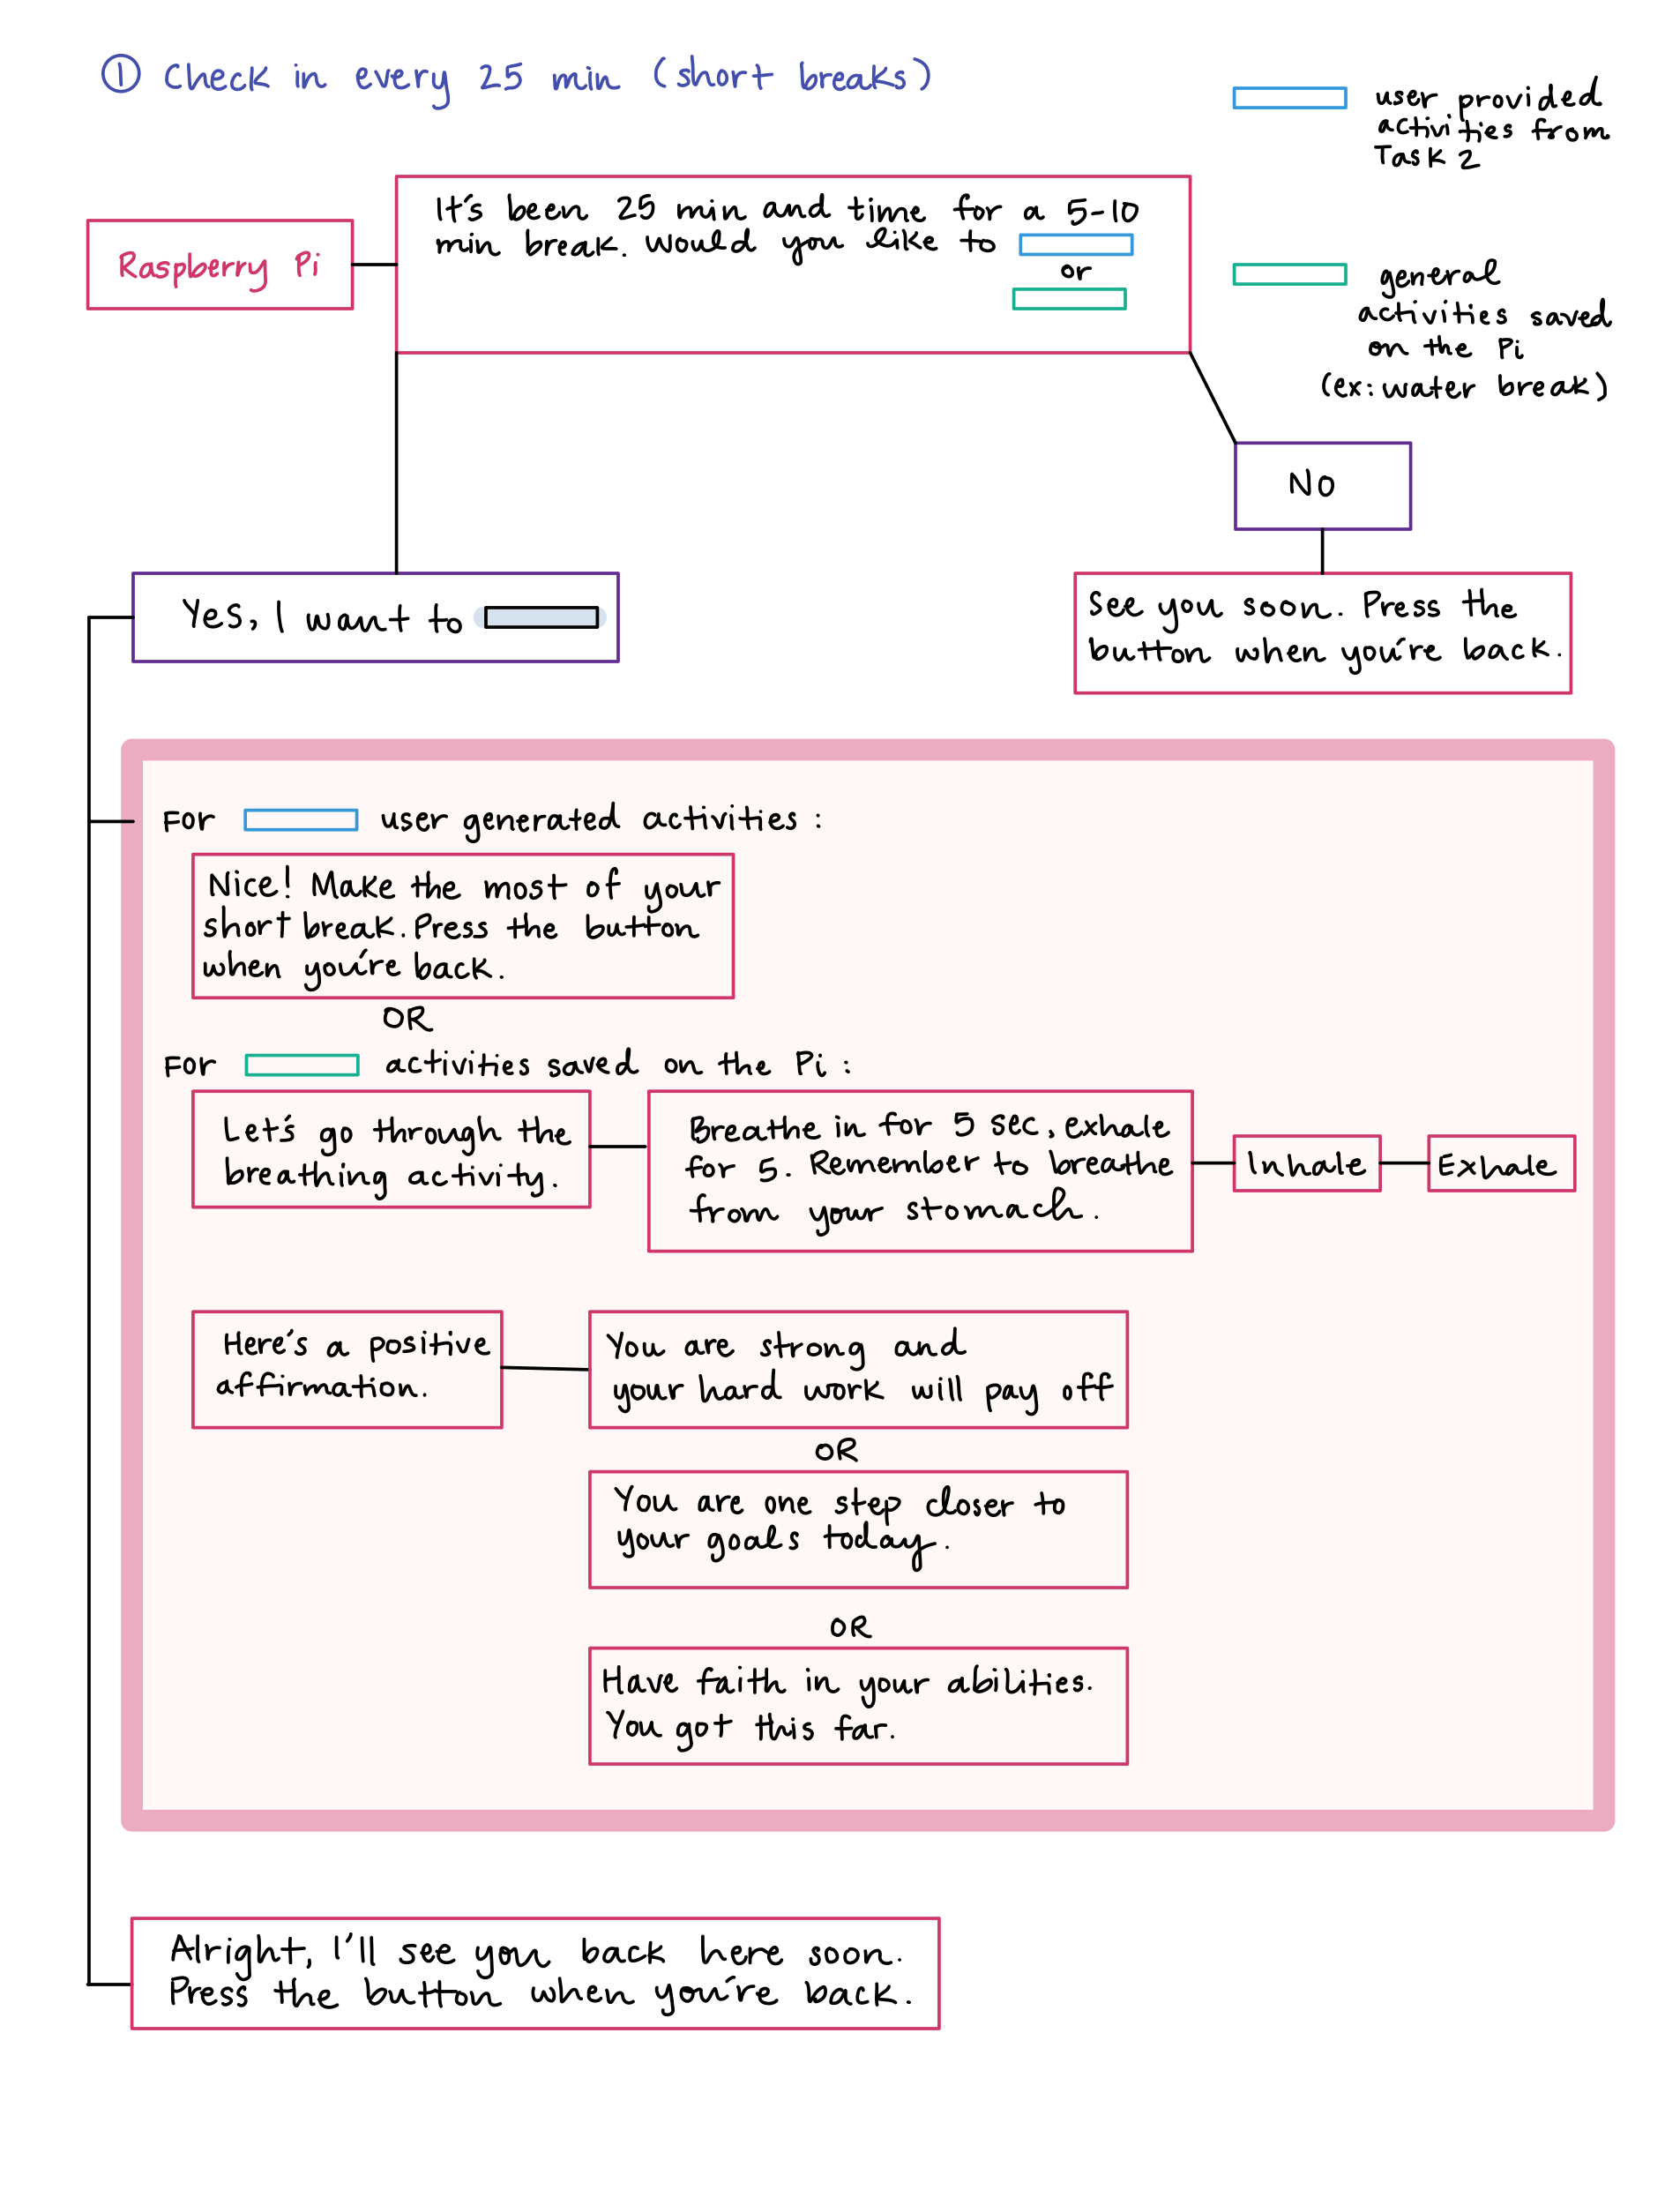 ① Check in every 25 min (short breaks)
user provided
activities from
Task 2
Raspberry Pi
It's been 25 min and time for a 5-10
min break. Would you like to
or
general
activities saved
on the Pi
(ex: water break)
No
Yes, I want to
See you soon. Press the
button when you're back.
For user generated activities:
Nice! Make the most of your
short break. Press the button
when you're back.
OR
For activities saved on the Pi:
Let's go through the
breathing activity.
Breathe in for 5 sec, exhale
for 5. Remember to breathe
from your stomach.
Inhale
Exhale
Here's a positive
affirmation.
You are strong and
your hard work will pay off
OR
You are one step closer to
your goals today.
OR
Have faith in your abilities.
You got this far.
Alright, I'll see you back here soon.
Press the button when you're back.